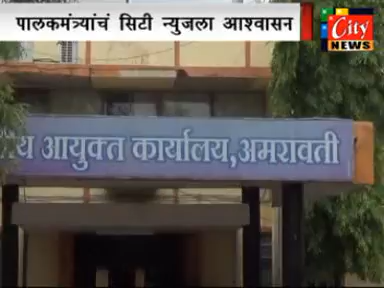 पालकमंत्र्यांचं सिटी न्युजला आश्वासन
City
NEWS
आयुक्त कार्यालय, अमरावती